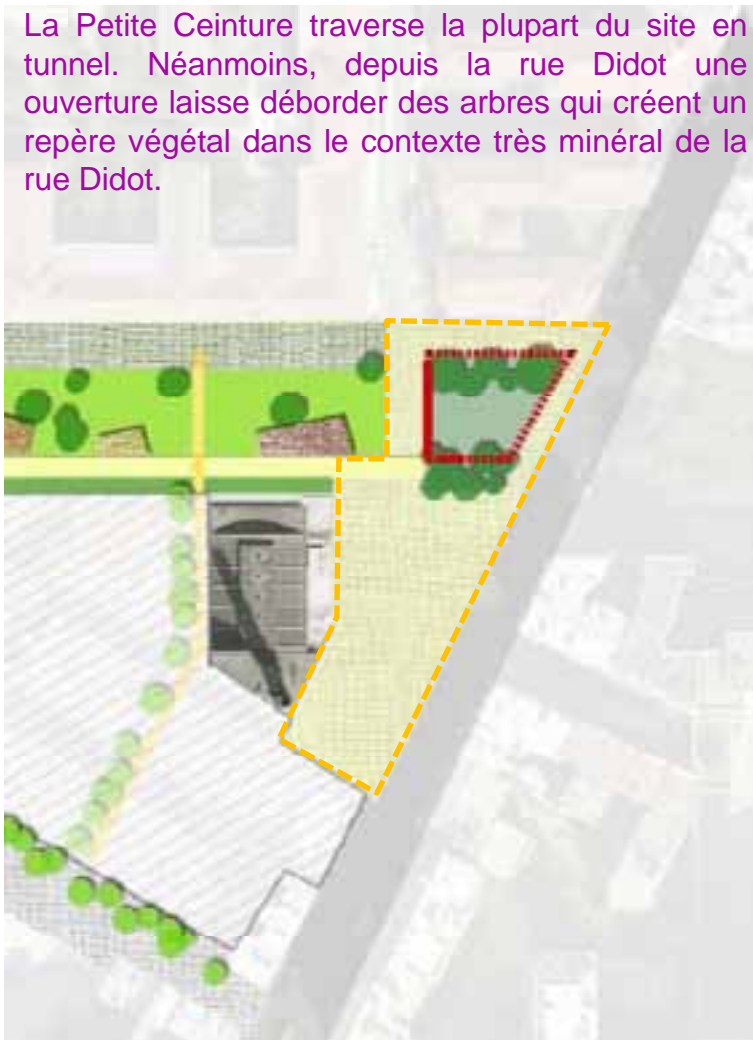 La Petite Ceinture traverse la plupart du site en
tunnel. Néanmoins, depuis la rue Didot une
ouverture laisse déborder des arbres qui créent un
repère végétal dans le contexte très minéral de la
rue Didot.